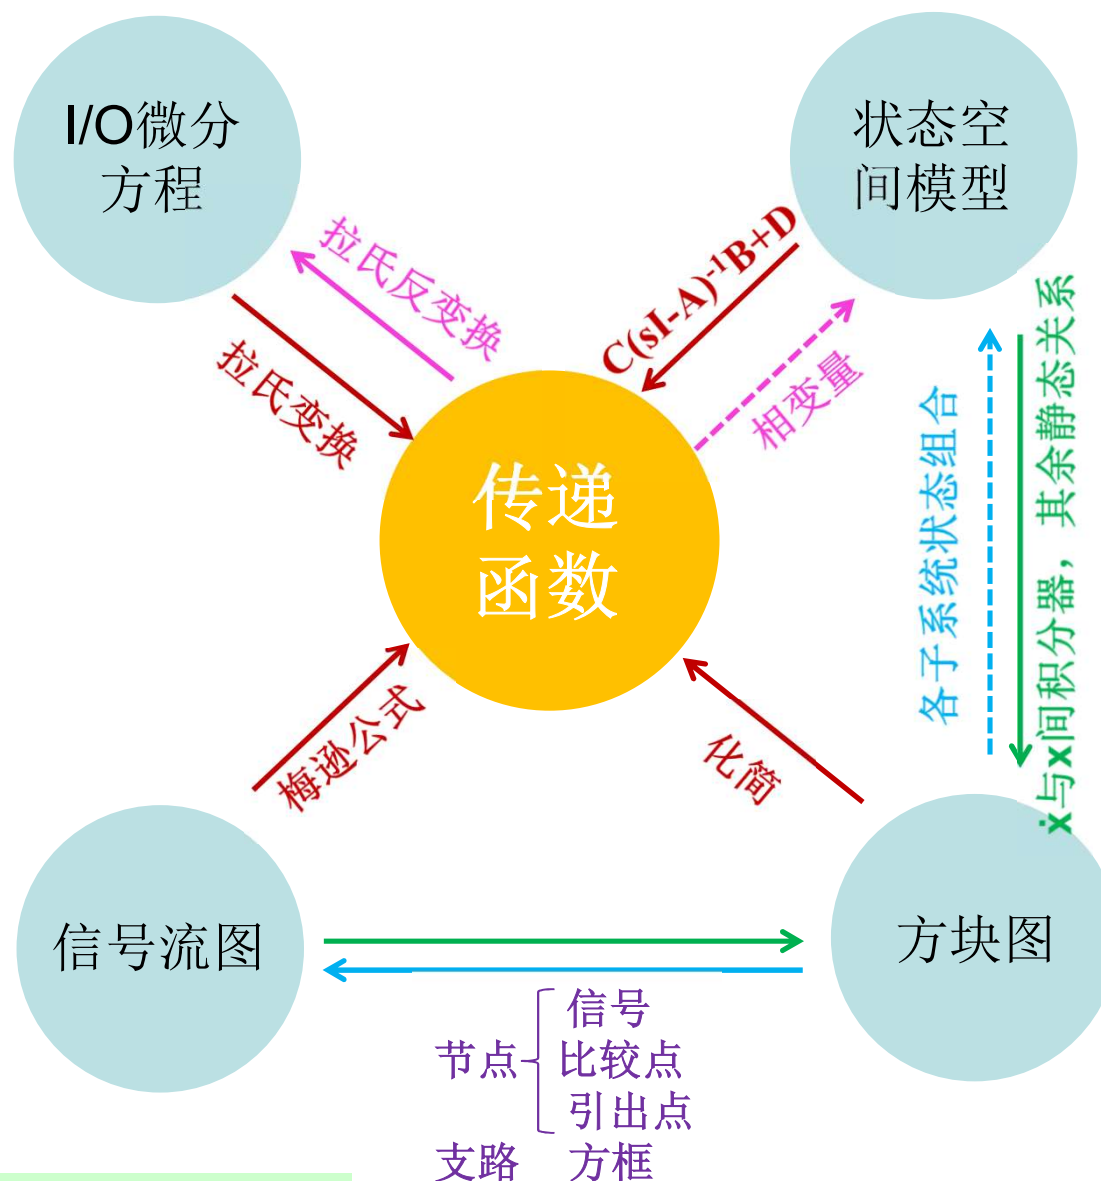 I/O微分
方程
状态空
间模型
拉氏反变换
拉氏变换
C(sI-A)⁻¹B+D
相变量
传递
函数
各子系统状态组合
ẋ与x间积分器，其余静态关系
梅逊公式
化简
信号流图
方块图
信号
节点 比较点
引出点
支路 方框